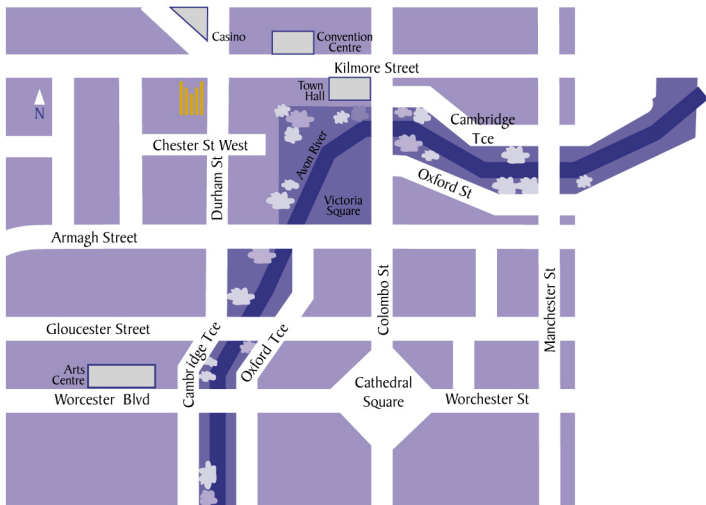 Casino
Convention
Centre
Kilmore Street
Town
Hall
N
Cambridge
Tce
Chester St West
Avon River
Durham St
Oxford St
Victoria
Square
Armagh Street
Colombo St
Manchester St
Gloucester Street
Cambridge Tce
Oxford Tce
Arts
Centre
Cathedral
Square
Worcester Blvd
Worchester St